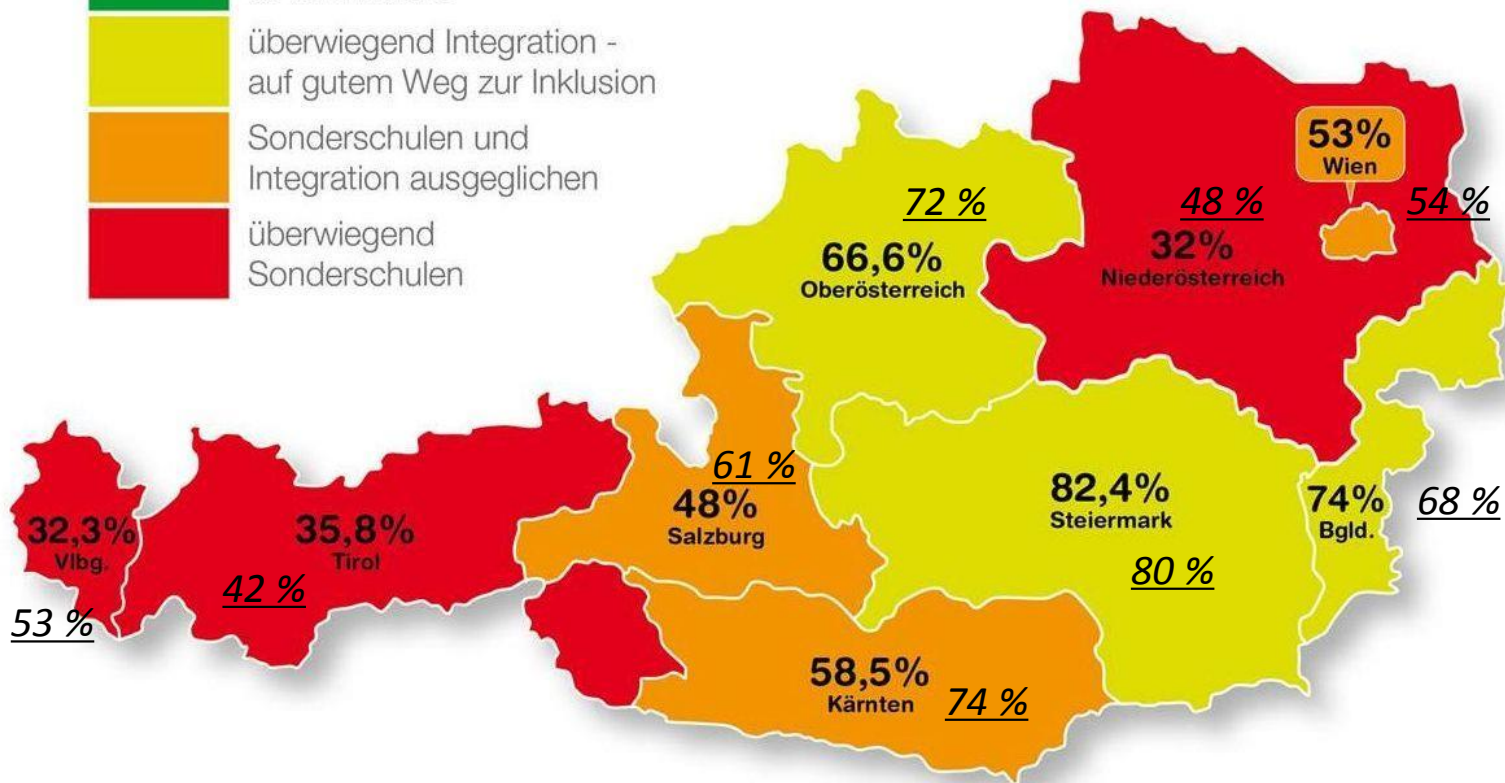 überwiegend Integration -
auf gutem Weg zur Inklusion
Sonderschulen und
Integration ausgeglichen
überwiegend
Sonderschulen
53%
Wien
72 %
48 %
54 %
66,6%
Oberösterreich
32%
Niederösterreich
61 %
48%
Salzburg
82,4%
Steiermark
80 %
74%
Bgld.
68 %
32,3%
Vlbg.
53 %
35,8%
Tirol
42 %
58,5%
Kärnten
74 %